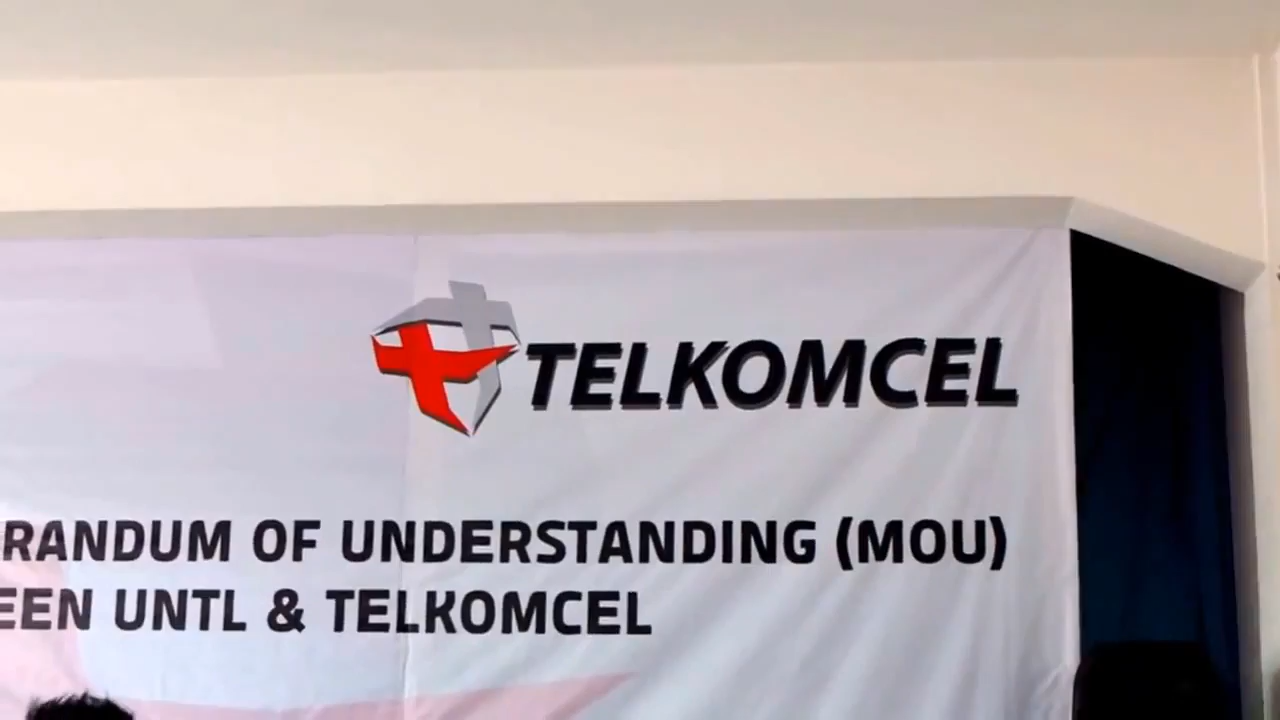 TELKOMCEL
RANDUM OF UNDERSTANDING (MOU)
EEN UNTL & TELKOMCEL